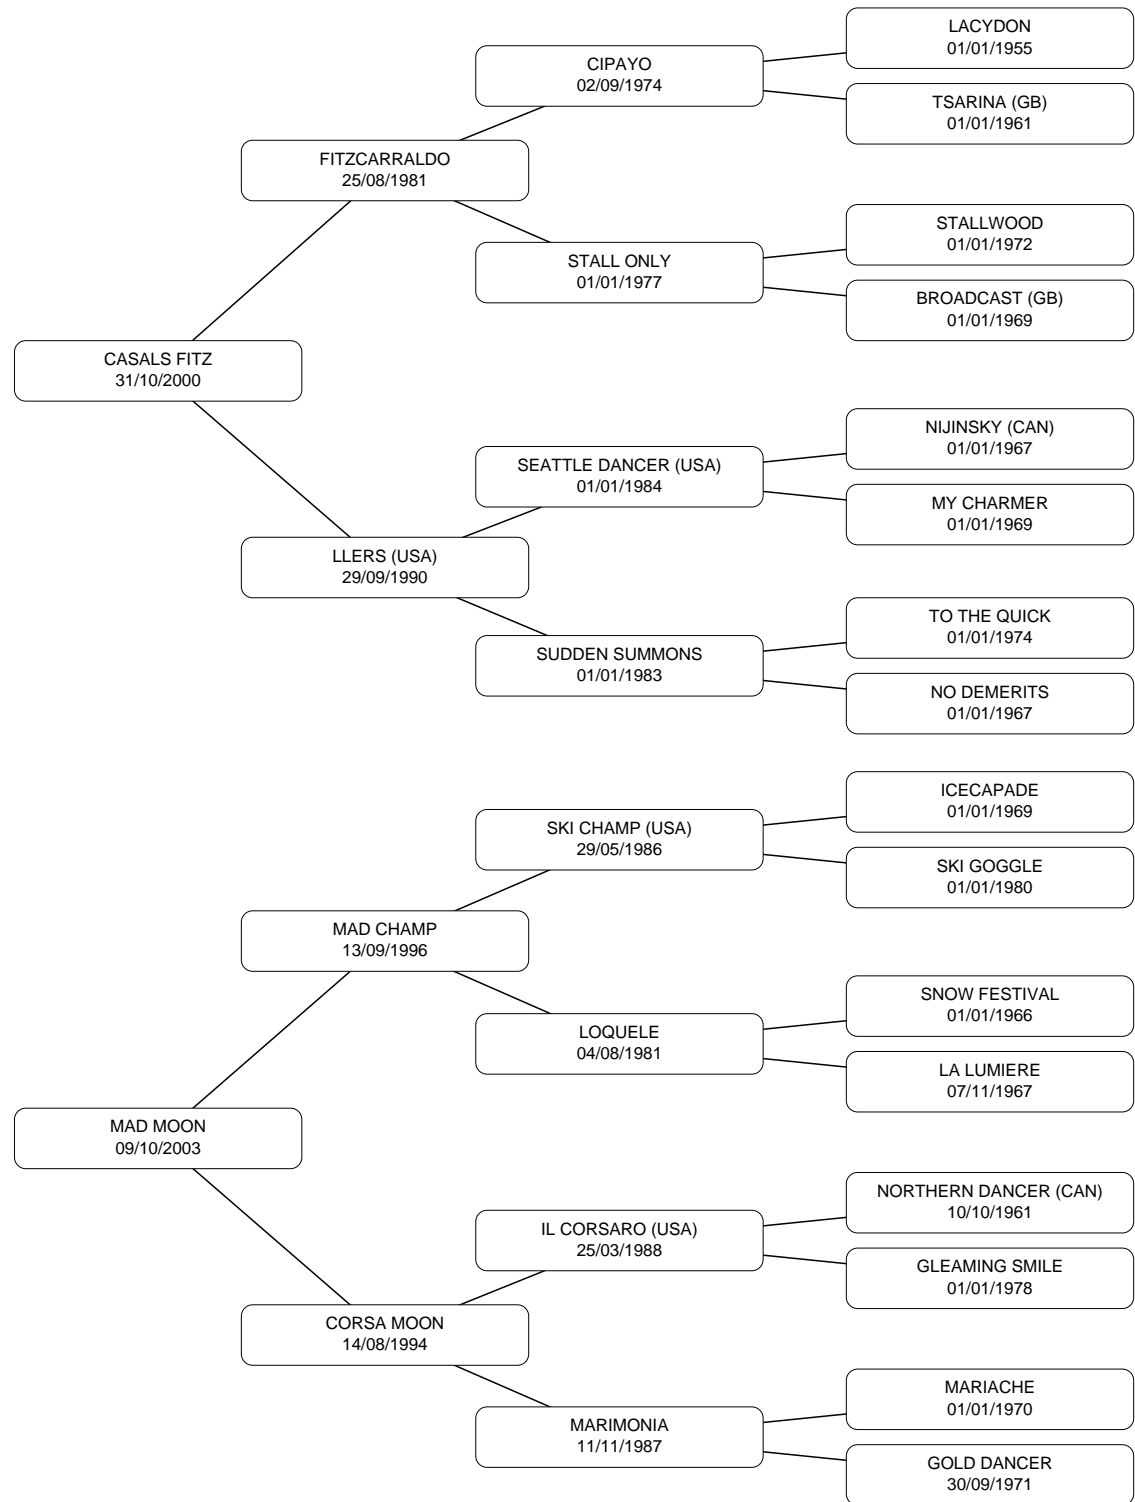 LACYDON
01/01/1955
CIPAYO
02/09/1974
TSARINA (GB)
01/01/1961
FITZCARRALDO
25/08/1981
STALLWOOD
01/01/1972
STALL ONLY
01/01/1977
BROADCAST (GB)
01/01/1969
CASALS FITZ
31/10/2000
NIJINSKY (CAN)
01/01/1967
SEATTLE DANCER (USA)
01/01/1984
MY CHARMER
01/01/1969
LLERS (USA)
29/09/1990
TO THE QUICK
01/01/1974
SUDDEN SUMMONS
01/01/1983
NO DEMERITS
01/01/1967
ICECAPADE
01/01/1969
SKI CHAMP (USA)
29/05/1986
SKI GOGGLE
01/01/1980
MAD CHAMP
13/09/1996
SNOW FESTIVAL
01/01/1966
LOQUELE
04/08/1981
LA LUMIERE
07/11/1967
MAD MOON
09/10/2003
NORTHERN DANCER (CAN)
10/10/1961
IL CORSARO (USA)
25/03/1988
GLEAMING SMILE
01/01/1978
CORSA MOON
14/08/1994
MARIACHE
01/01/1970
MARIMONIA
11/11/1987
GOLD DANCER
30/09/1971